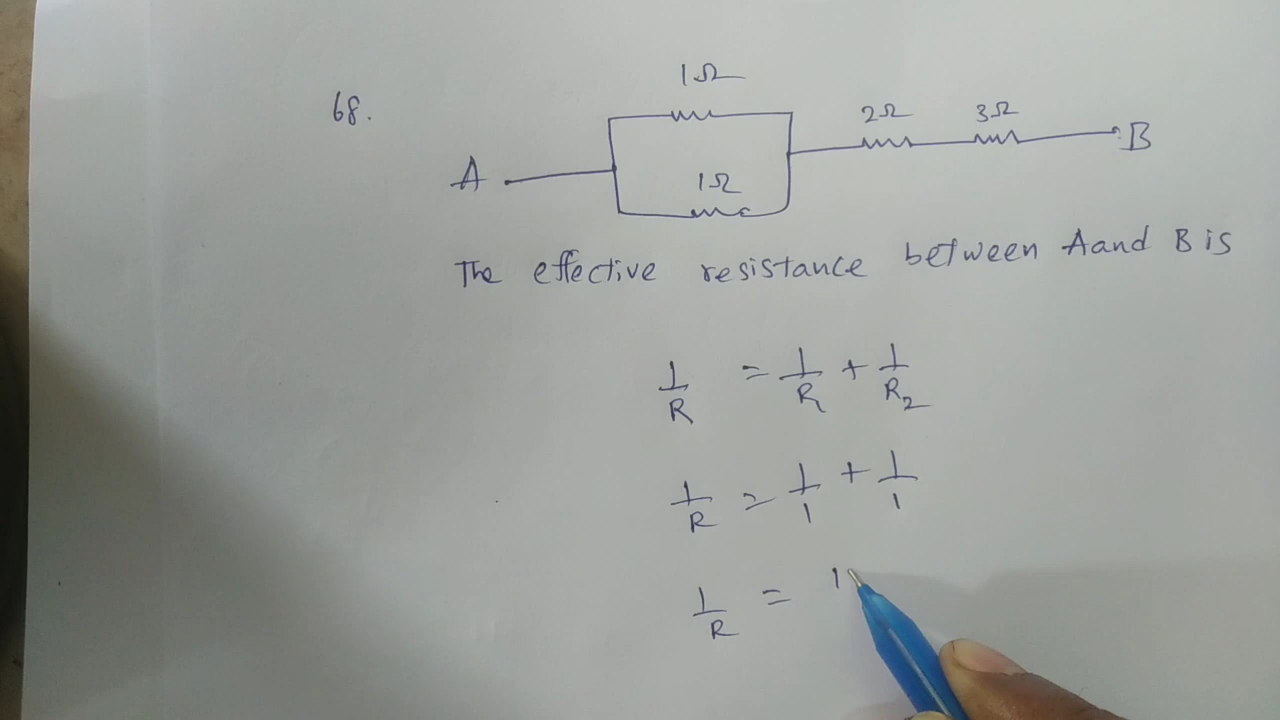 68.
1Ω
2Ω 3Ω
A B
1Ω
The effective resistance between A and B is
1/R = 1/R1 + 1/R2
1/R = 1/1 + 1/1
1/R = 1